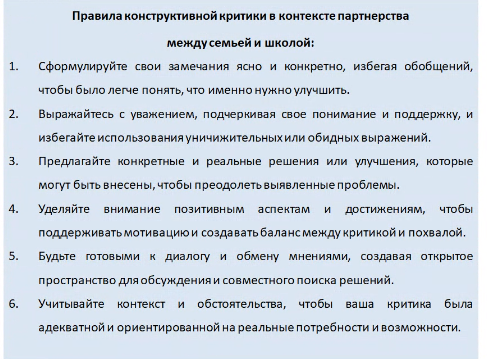 Правила конструктивной критики в контексте партнерства
между семьей и школой:
1. Сформулируйте свои замечания ясно и конкретно, избегая обобщений,
чтобы было легче понять, что именно нужно улучшить.
2. Выражайтесь с уважением, подчеркивая свое понимание и поддержку, и
избегайте использования уничижительных или обидных выражений.
3. Предлагайте конкретные и реальные решения или улучшения, которые
могут быть внесены, чтобы преодолеть выявленные проблемы.
4. Уделяйте внимание позитивным аспектам и достижениям, чтобы
поддерживать мотивацию и создавать баланс между критикой и похвалой.
5. Будьте готовыми к диалогу и обмену мнениями, создавая открытое
пространство для обсуждения и совместного поиска решений.
6. Учитывайте контекст и обстоятельства, чтобы ваша критика была
адекватной и ориентированной на реальные потребности и возможности.